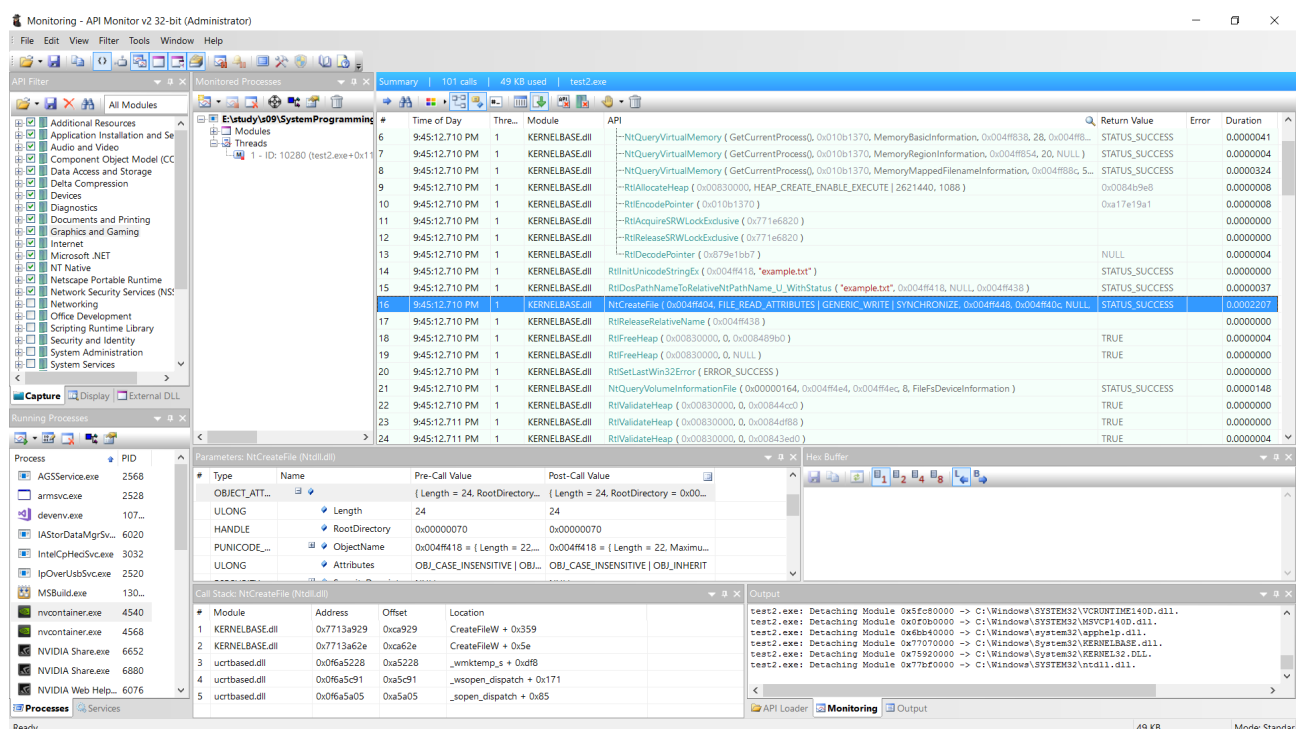 Monitoring - API Monitor v2 32-bit (Administrator)
File Edit View Filter Tools Window Help
API Filter
All Modules
Additional Resources
Application Installation and Se
Audio and Video
Component Object Model (CC
Data Access and Storage
Delta Compression
Devices
Diagnostics
Documents and Printing
Graphics and Gaming
Internet
Microsoft .NET
NT Native
Netscape Portable Runtime
Network Security Services (NSS
Networking
Office Development
Scripting Runtime Library
Security and Identity
System Administration
System Services
Capture Display External DLL
Monitored Processes
E:\study\s09\SystemProgramming
Modules
Threads
1 - ID: 10280 (test2.exe+0x11
Summary | 101 calls | 49 KB used | test2.exe
# Time of Day Thre... Module API Return Value Error Duration
6 9:45:12.710 PM 1 KERNELBASE.dll NtQueryVirtualMemory ( GetCurrentProcess(), 0x010b1370, MemoryBasicInformation, 0x004ff838, 28, 0x004ff8... STATUS_SUCCESS 0.0000041
7 9:45:12.710 PM 1 KERNELBASE.dll NtQueryVirtualMemory ( GetCurrentProcess(), 0x010b1370, MemoryRegionInformation, 0x004ff854, 20, NULL ) STATUS_SUCCESS 0.0000004
8 9:45:12.710 PM 1 KERNELBASE.dll NtQueryVirtualMemory ( GetCurrentProcess(), 0x010b1370, MemoryMappedFilenameInformation, 0x004ff88c, 5... STATUS_SUCCESS 0.0000324
9 9:45:12.710 PM 1 KERNELBASE.dll RtlAllocateHeap ( 0x00830000, HEAP_CREATE_ENABLE_EXECUTE | 2621440, 1088 ) 0x0084b9e8 0.0000008
10 9:45:12.710 PM 1 KERNELBASE.dll RtlEncodePointer ( 0x010b1370 ) 0xa17e19a1 0.0000008
11 9:45:12.710 PM 1 KERNELBASE.dll RtlAcquireSRWLockExclusive ( 0x771e6820 ) 0.0000000
12 9:45:12.710 PM 1 KERNELBASE.dll RtlReleaseSRWLockExclusive ( 0x771e6820 ) 0.0000000
13 9:45:12.710 PM 1 KERNELBASE.dll RtlDecodePointer ( 0x879e1bb7 ) NULL 0.0000004
14 9:45:12.710 PM 1 KERNELBASE.dll RtlInitUnicodeStringEx ( 0x004ff418, "example.txt" ) STATUS_SUCCESS 0.0000000
15 9:45:12.710 PM 1 KERNELBASE.dll RtlDosPathNameToRelativeNtPathName_U_WithStatus ( "example.txt", 0x004ff418, NULL, 0x004ff438 ) STATUS_SUCCESS 0.0000037
16 9:45:12.710 PM 1 KERNELBASE.dll NtCreateFile ( 0x004ff404, FILE_READ_ATTRIBUTES | GENERIC_WRITE | SYNCHRONIZE, 0x004ff448, 0x004ff40c, NULL, STATUS_SUCCESS 0.0002207
17 9:45:12.710 PM 1 KERNELBASE.dll RtlReleaseRelativeName ( 0x004ff438 ) 0.0000000
18 9:45:12.710 PM 1 KERNELBASE.dll RtlFreeHeap ( 0x00830000, 0, 0x008489b0 ) TRUE 0.0000004
19 9:45:12.710 PM 1 KERNELBASE.dll RtlFreeHeap ( 0x00830000, 0, NULL ) TRUE 0.0000000
20 9:45:12.710 PM 1 KERNELBASE.dll RtlSetLastWin32Error ( ERROR_SUCCESS ) 0.0000000
21 9:45:12.710 PM 1 KERNELBASE.dll NtQueryVolumeInformationFile ( 0x00000164, 0x004ff4e4, 0x004ff4ec, 8, FileFsDeviceInformation ) STATUS_SUCCESS 0.0000148
22 9:45:12.710 PM 1 KERNELBASE.dll RtlValidateHeap ( 0x00830000, 0, 0x00844cc0 ) TRUE 0.0000000
23 9:45:12.711 PM 1 KERNELBASE.dll RtlValidateHeap ( 0x00830000, 0, 0x0084df88 ) TRUE 0.0000000
24 9:45:12.711 PM 1 KERNELBASE.dll RtlValidateHeap ( 0x00830000, 0, 0x00843ed0 ) TRUE 0.0000004
Running Processes
Process PID
AGSService.exe 2568
armsvc.exe 2528
devenv.exe 107...
IAStorDataMgrSv... 6020
IntelCpHeciSvc.exe 3032
IpOverUsbSvc.exe 2520
MSBuild.exe 130...
nvcontainer.exe 4540
nvcontainer.exe 4568
NVIDIA Share.exe 6652
NVIDIA Share.exe 6880
NVIDIA Web Help... 6076
Processes Services
Parameters: NtCreateFile (Ntdll.dll)
# Type Name Pre-Call Value Post-Call Value
OBJECT_ATT... { Length = 24, RootDirectory... { Length = 24, RootDirectory = 0x00...
ULONG Length 24 24
HANDLE RootDirectory 0x00000070 0x00000070
PUNICODE_... ObjectName 0x004ff418 = { Length = 22,... 0x004ff418 = { Length = 22, Maximu...
ULONG Attributes OBJ_CASE_INSENSITIVE | OBJ... OBJ_CASE_INSENSITIVE | OBJ_INHERIT
Hex Buffer
Call Stack: NtCreateFile (Ntdll.dll)
# Module Address Offset Location
1 KERNELBASE.dll 0x7713a929 0xca929 CreateFileW + 0x359
2 KERNELBASE.dll 0x7713a62e 0xca62e CreateFileW + 0x5e
3 ucrtbased.dll 0x0f6a5228 0xa5228 _wmktemp_s + 0xdf8
4 ucrtbased.dll 0x0f6a5c91 0xa5c91 _wsopen_dispatch + 0x171
5 ucrtbased.dll 0x0f6a5a05 0xa5a05 _sopen_dispatch + 0x85
Output
test2.exe: Detaching Module 0x5fc80000 -> C:\Windows\SYSTEM32\VCRUNTIME140D.dll.
test2.exe: Detaching Module 0x0f0b0000 -> C:\Windows\SYSTEM32\MSVCP140D.dll.
test2.exe: Detaching Module 0x6bb40000 -> C:\Windows\system32\apphelp.dll.
test2.exe: Detaching Module 0x77070000 -> C:\Windows\System32\KERNELBASE.dll.
test2.exe: Detaching Module 0x75920000 -> C:\Windows\System32\KERNEL32.DLL.
test2.exe: Detaching Module 0x77bf0000 -> C:\Windows\SYSTEM32\ntdll.dll.
API Loader Monitoring Output
Ready 49 KB Mode: Standar